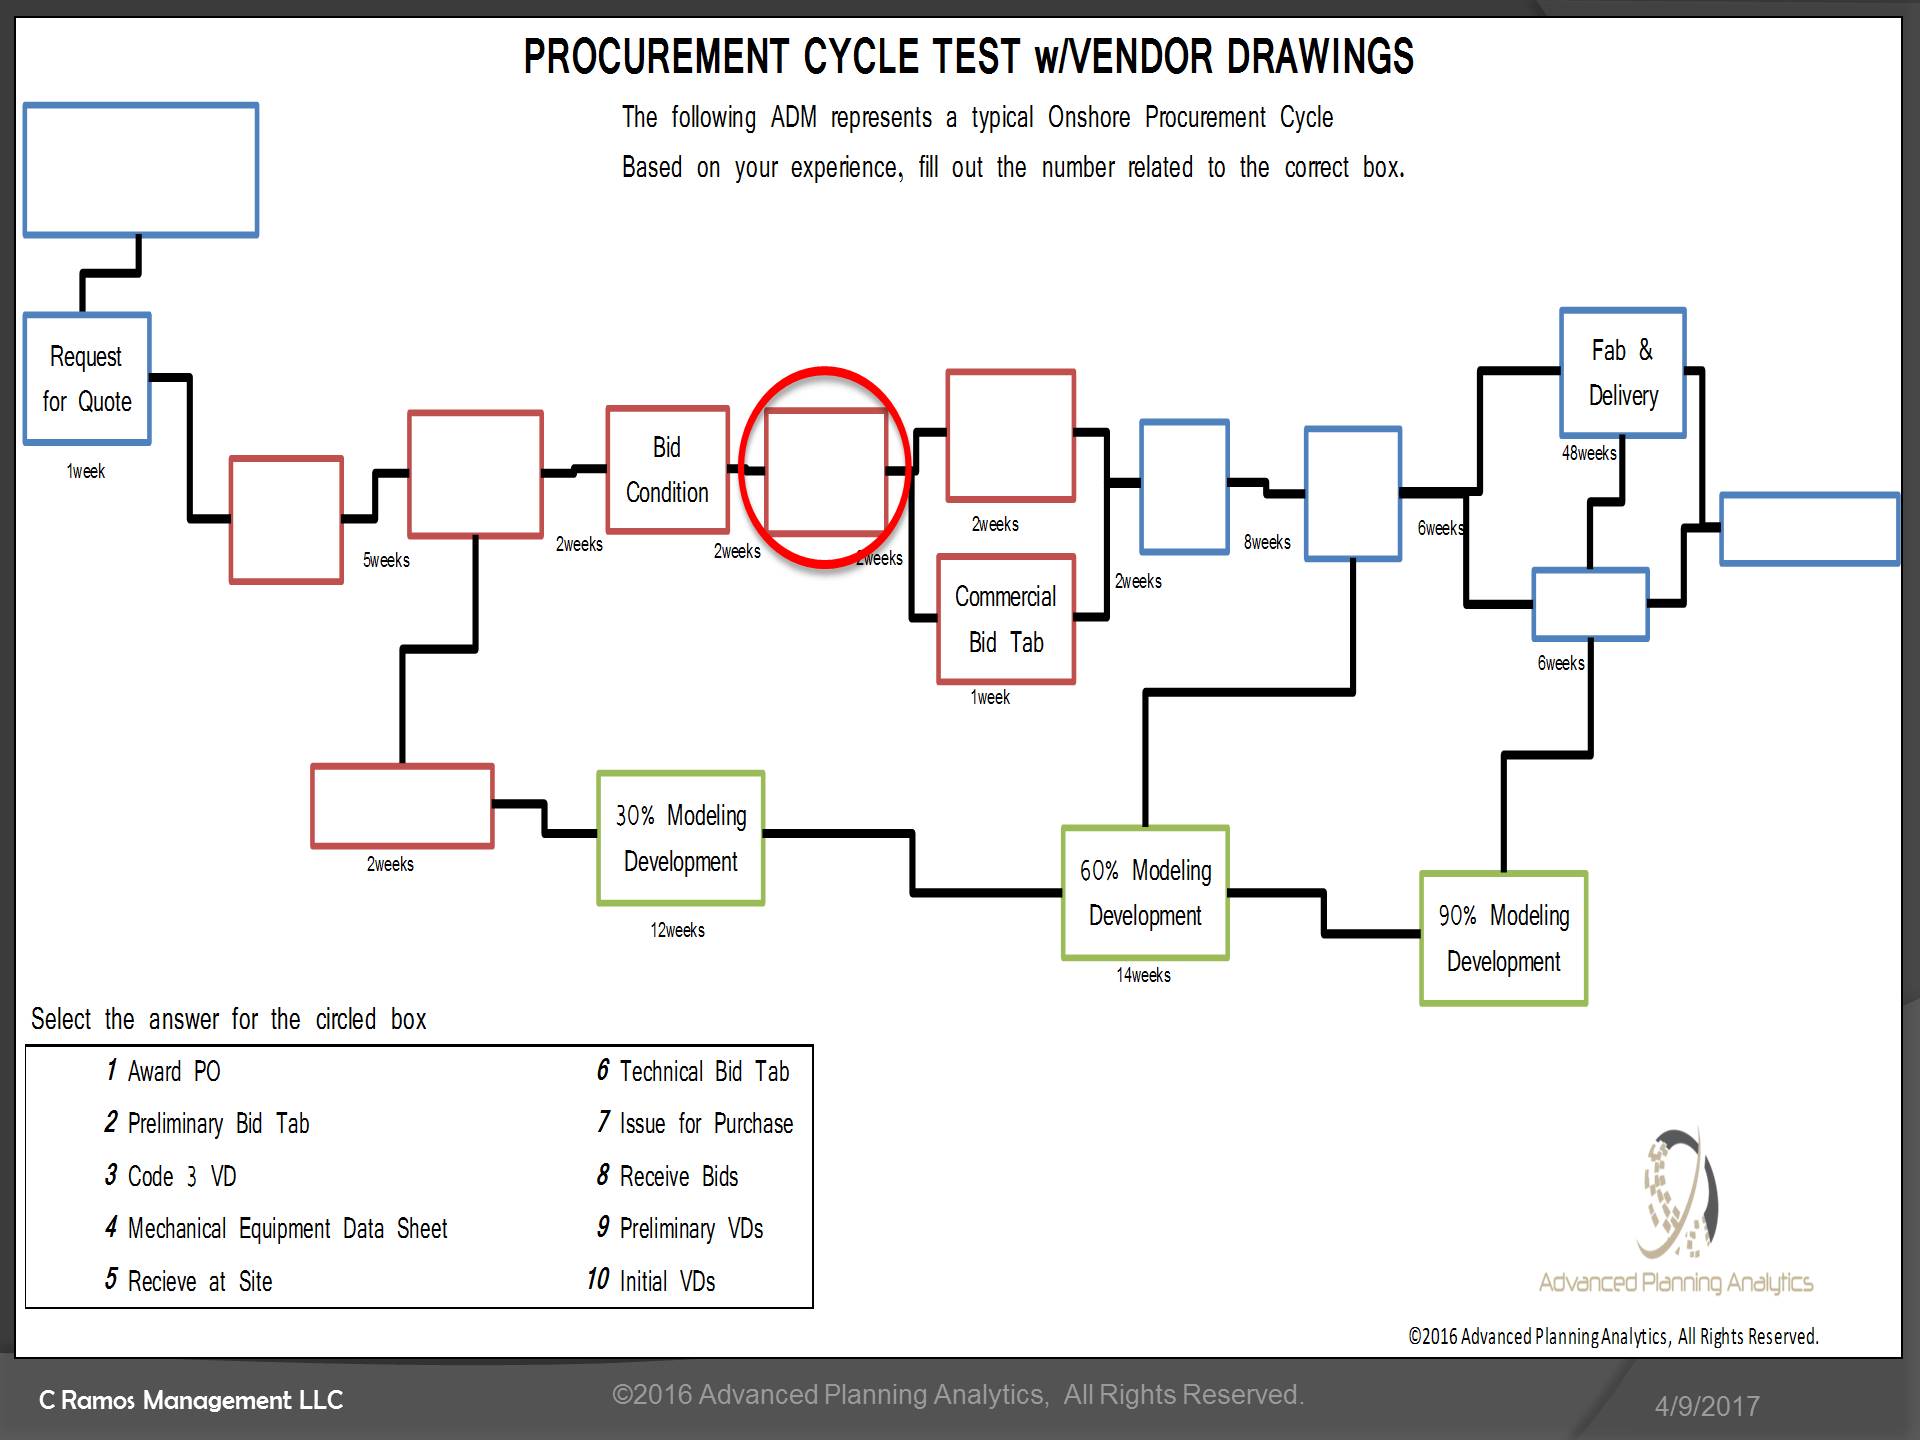 PROCUREMENT CYCLE TEST w/VENDOR DRAWINGS
The following ADM represents a typical Onshore Procurement Cycle
Based on your experience, fill out the number related to the correct box.
Request
for Quote
1week
5weeks
2weeks
Bid
Condition
2weeks
2weeks
2weeks
Commercial
Bid Tab
1week
2weeks
8weeks
6weeks
Fab &
Delivery
48weeks
6weeks
2weeks
30% Modeling
Development
12weeks
60% Modeling
Development
14weeks
90% Modeling
Development
Select the answer for the circled box
1 Award PO
2 Preliminary Bid Tab
3 Code 3 VD
4 Mechanical Equipment Data Sheet
5 Recieve at Site
6 Technical Bid Tab
7 Issue for Purchase
8 Receive Bids
9 Preliminary VDs
10 Initial VDs
Advanced Planning Analytics
©2016 Advanced Planning Analytics, All Rights Reserved.
C Ramos Management LLC
©2016 Advanced Planning Analytics, All Rights Reserved.
4/9/2017